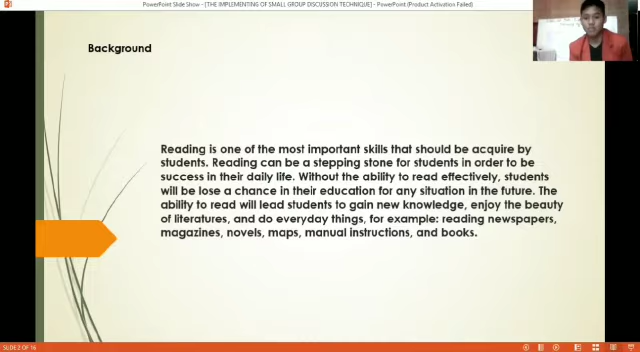 PowerPoint Slide Show - [THE IMPLEMENTING OF SMALL GROUP DISCUSSION TECHNIQUE] - PowerPoint (Product Activation Failed)
Background
Reading is one of the most important skills that should be acquire by
students. Reading can be a stepping stone for students in order to be
success in their daily life. Without the ability to read effectively, students
will be lose a chance in their education for any situation in the future. The
ability to read will lead students to gain new knowledge, enjoy the beauty
of literatures, and do everyday things, for example: reading newspapers,
magazines, novels, maps, manual instructions, and books.
SLIDE 2 OF 16